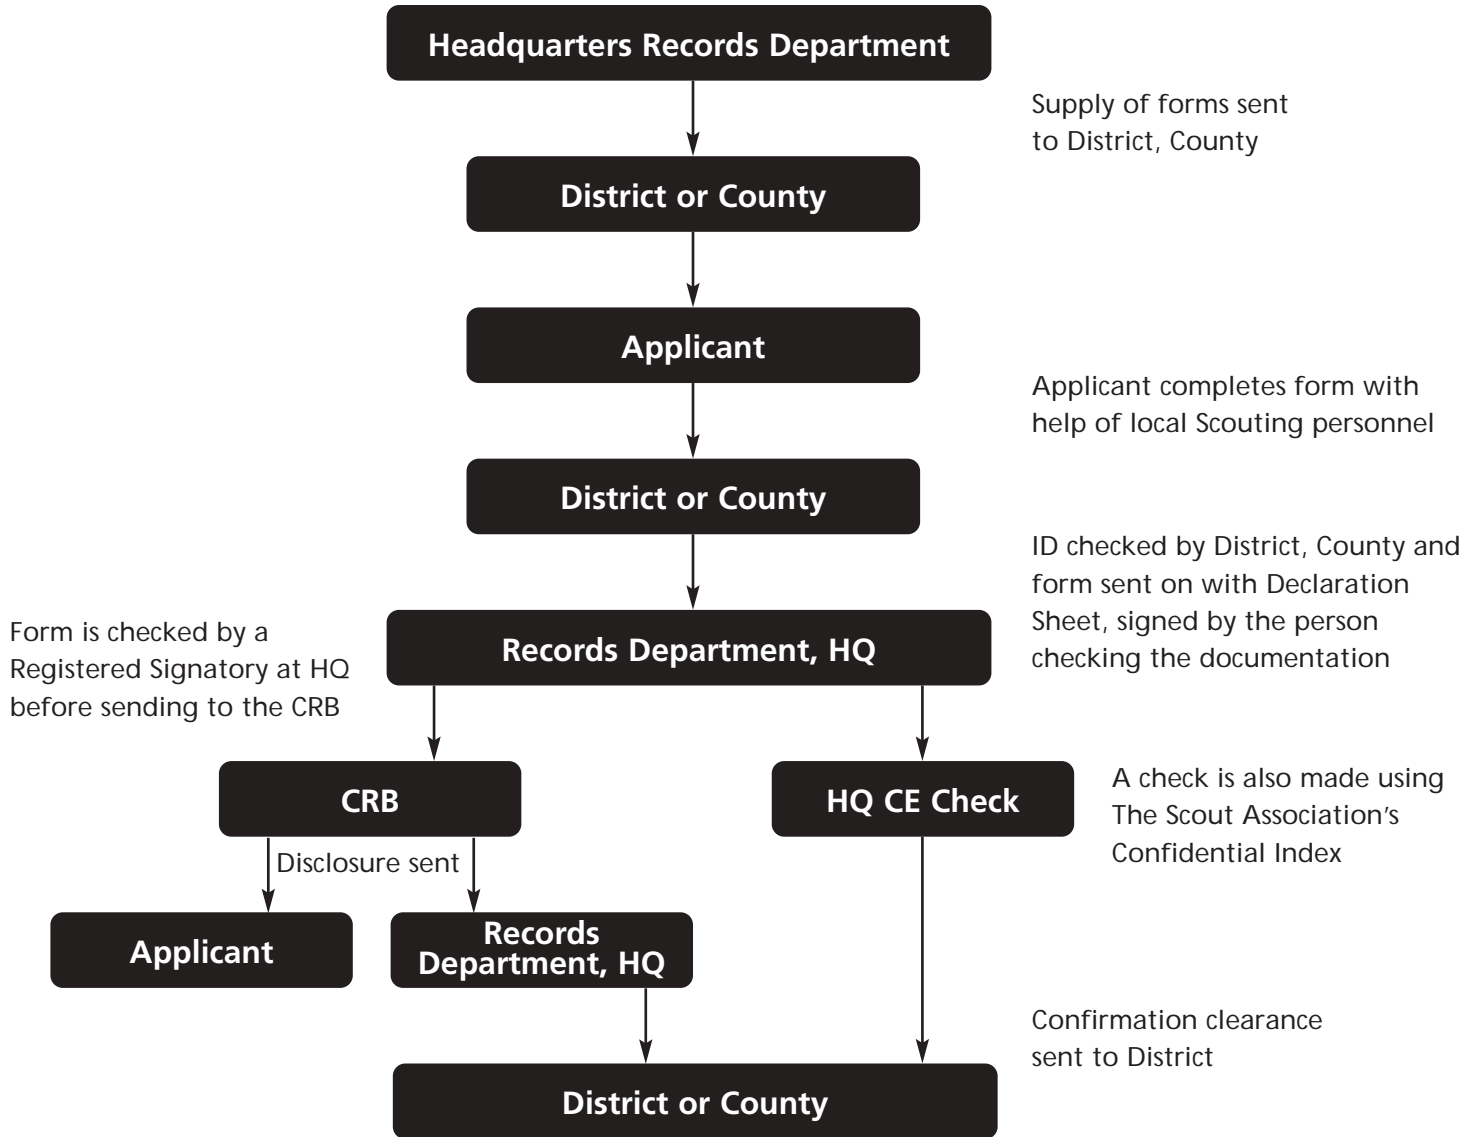 Headquarters Records Department
Supply of forms sent
to District, County
District or County
Applicant
Applicant completes form with
help of local Scouting personnel
District or County
ID checked by District, County and
form sent on with Declaration
Sheet, signed by the person
checking the documentation
Form is checked by a
Registered Signatory at HQ
before sending to the CRB
Records Department, HQ
CRB
HQ CE Check
A check is also made using
The Scout Association's
Confidential Index
Disclosure sent
Applicant
Records
Department, HQ
Confirmation clearance
sent to District
District or County